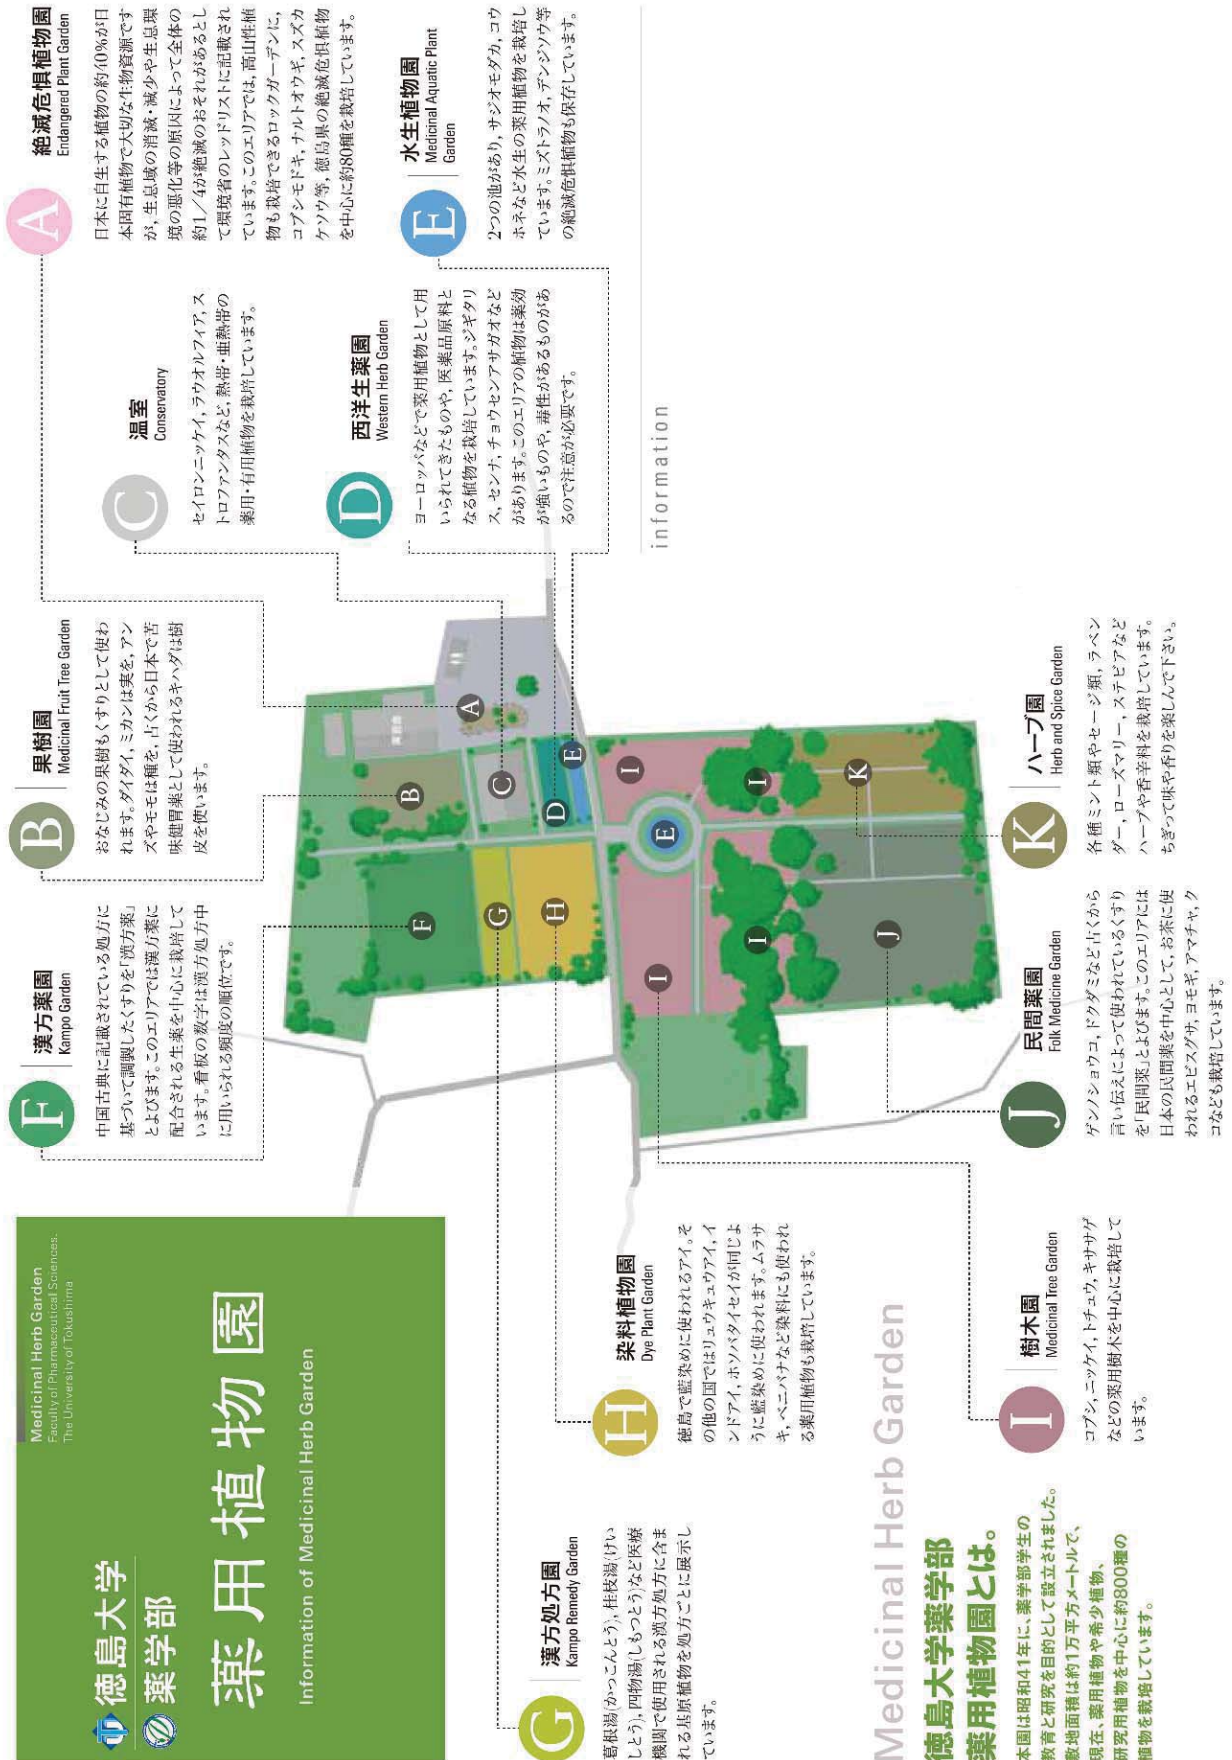 徳島大学
薬学部
Medicinal Herb Garden
Faculty of Pharmaceutical Sciences.
The University of Tokushima
薬用植物園
Information of Medicinal Herb Garden
F
漢方薬園
Kampo Garden
中国古典に記載されている処方に
基づいて調製したくすりを「漢方薬」
とよびます。このエリアでは漢方薬に
配合される生薬を中心に栽培して
います。看板の数字は漢方処方中
に用いられる頻度の順位です。
B
果樹園
Medicinal Fruit Tree Garden
おなじみの果樹もくすりとして使わ
れます。ダイダイ、ミカンは実を、アン
ズやモモは種を、古くから日本で苦
味健胃薬として使われるキハダは樹
皮を使います。
A
絶滅危惧植物園
Endangered Plant Garden
日本に自生する植物の約40%が日
本固有植物で大切な生物資源です
が、生息域の消滅・減少や生息環
境の悪化等の原因によって全体の
約1/4が絶滅のおそれがあるとし
て環境省のレッドリストに記載され
ています。このエリアでは、高山性植
物も栽培できるロックガーデンに、
コブシモドキ、ナルトオウギ、スズカ
ケソウ等、徳島県の絶滅危惧植物
を中心に約80種を栽培しています。
C
温室
Conservatory
セイロンニッケイ、ラウオルフィア、ス
トロファンタスなど、熱帯・亜熱帯の
薬用・有用植物を栽培しています。
D
西洋生薬園
Western Herb Garden
ヨーロッパなどで薬用植物として用
いられてきたものや、医薬品原料と
なる植物を栽培しています。ジギタリ
ス、センナ、チョウセンアサガオなど
があります。このエリアの植物は薬効
が強いものや、毒性があるものがあ
るので注意が必要です。
E
水生植物園
Medicinal Aquatic Plant
Garden
2つの池があり、サジオモダカ、コウ
ホネなど水生の薬用植物を栽培し
ています。ミズトラノオ、デンジソウ等
の絶滅危惧植物も保存しています。
information
A
B
C
D
E
F
G
H
I
I
E
I
I
K
J
G
漢方処方園
Kampo Remedy Garden
葛根湯(かっこんとう)、桂枝湯(けい
しとう)、四物湯(しもつとう)など医療
機関で使用される漢方処方に含ま
れる基原植物を処方ごとに展示し
ています。
H
染料植物園
Dye Plant Garden
徳島で藍染めに使われるアイ。そ
の他の国ではリュウキュウアイ、イ
ンドアイ、ホソバタイセイが同じよ
うに藍染めに使われます。ムラサ
キ、ベニバナなど染料にも使われ
る薬用植物も栽培しています。
Medicinal Herb Garden
徳島大学薬学部
薬用植物園とは。
本園は昭和41年に、薬学部学生の
教育と研究を目的として設立されました。
敷地面積は約1万平方メートルで、
現在、薬用植物や希少植物、
研究用植物を中心に約800種の
植物を栽培しています。
I
樹木園
Medicinal Tree Garden
コブシ、ニッケイ、トチュウ、キササゲ
などの薬用樹木を中心に栽培して
います。
J
民間薬園
Folk Medicine Garden
ゲンノショウコ、ドクダミなど古くから
言い伝えによって使われているくすり
を「民間薬」とよびます。このエリアには
日本の民間薬を中心として、お茶に使
われるエビスグサ、ヨモギ、アマチャ、ク
コなども栽培しています。
K
ハーブ園
Herb and Spice Garden
各種ミント類やセージ類、ラベン
ダー、ローズマリー、ステビアなど
ハーブや香辛料を栽培しています。
ちぎって味や香りを楽しんで下さい。